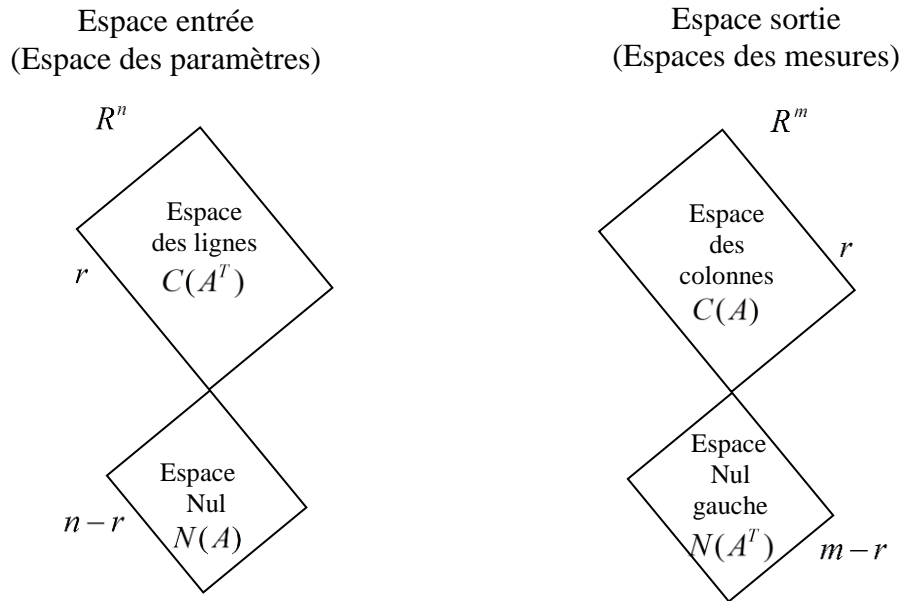 Espace entrée
(Espace des paramètres)
R^n
Espace
des lignes
C(A^T)
r
Espace
Nul
N(A)
n − r
Espace sortie
(Espaces des mesures)
R^m
Espace
des
colonnes
C(A)
r
Espace
Nul
gauche
N(A^T)
m − r